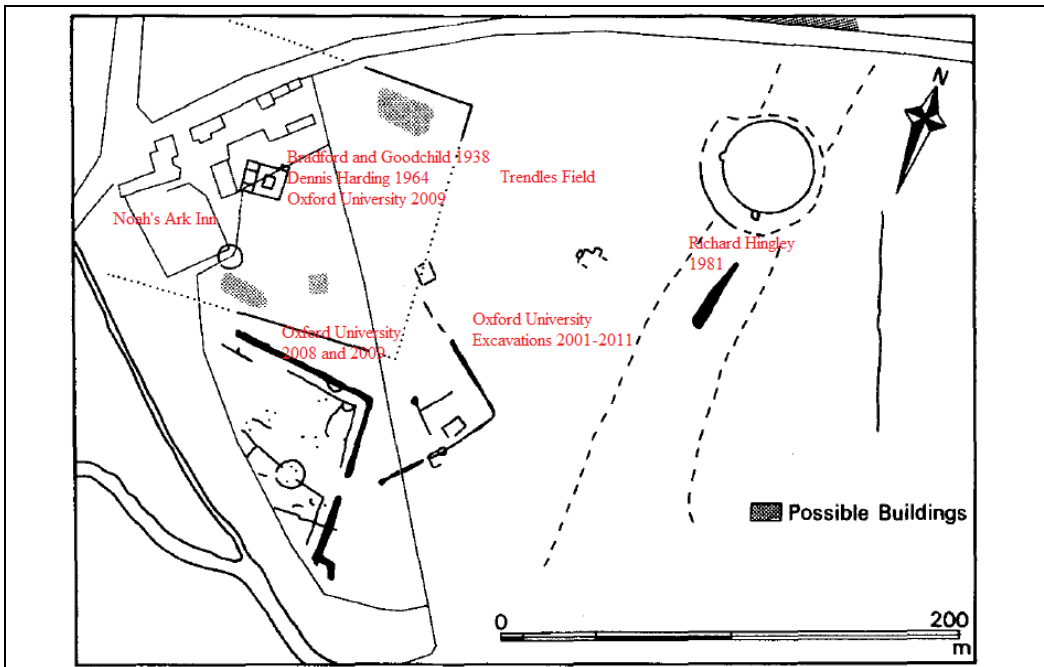 N
Bradford and Goodchild 1938
Dennis Harding 1964
Oxford University 2009
Trendles Field
Noah's Ark Inn
Richard Hingley
1981
Oxford University
2008 and 2009
Oxford University
Excavations 2001-2011
Possible Buildings
0
200
m